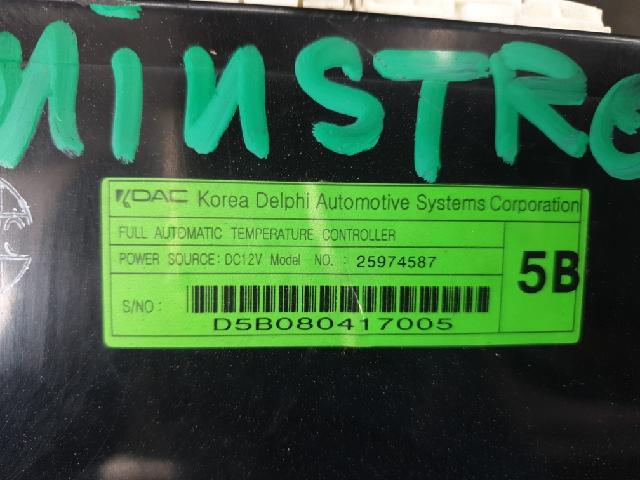 MINSTRE
KDAC Korea Delphi Automotive Systems Corporation
FULL AUTOMATIC TEMPERATURE CONTROLLER
POWER SOURCE: DC12V Model NO. : 25974587
5B
S/NO :
D5B080417005